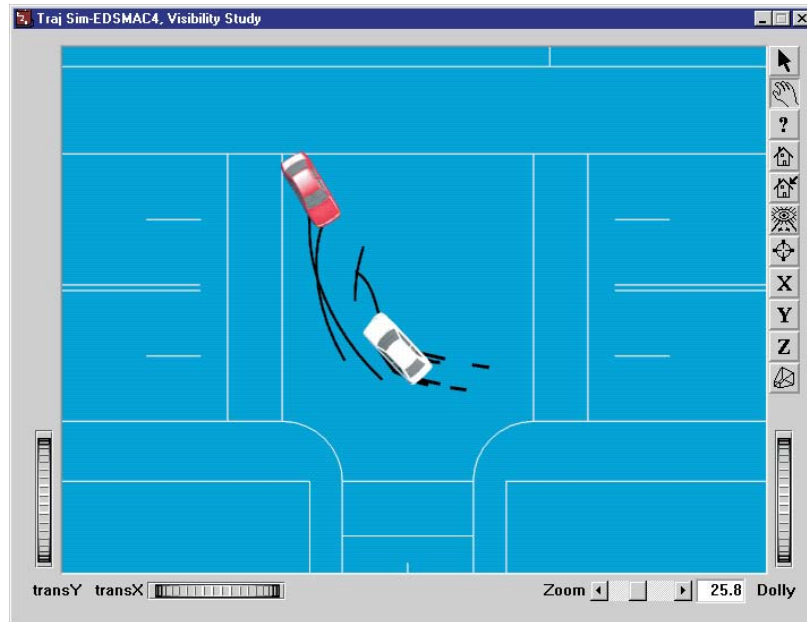 Traj Sim-EDSMAC4, Visibility Study
?
X
Y
Z
transY transX Zoom 25.8 Dolly